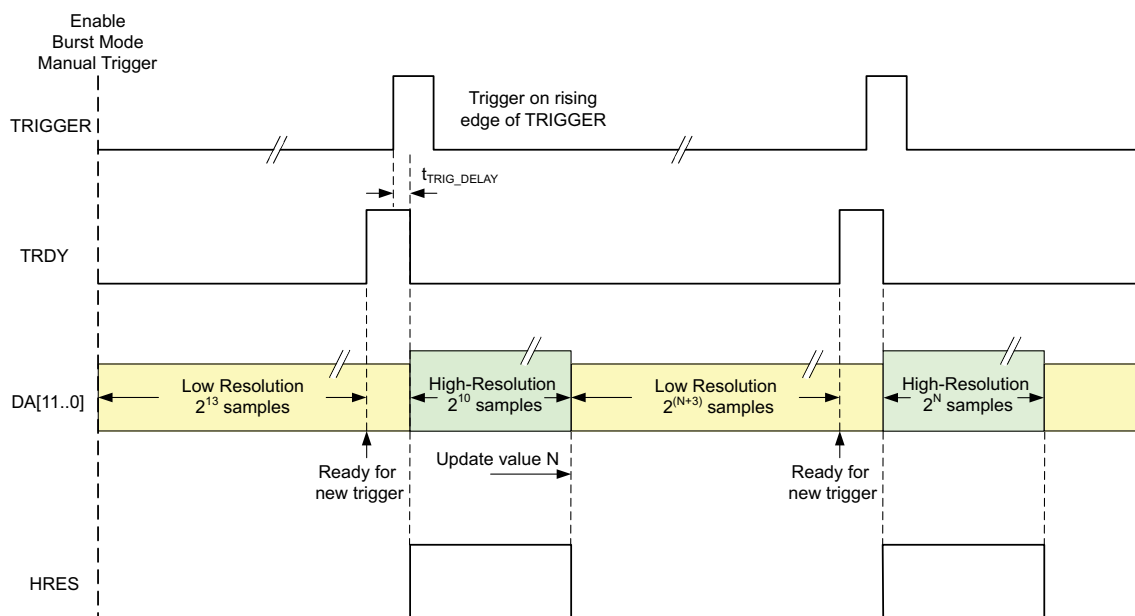 Enable
Burst Mode
Manual Trigger
TRIGGER
Trigger on rising
edge of TRIGGER
tTRIG_DELAY
TRDY
DA[11..0]
Low Resolution
2^13 samples
High-Resolution
2^10 samples
Low Resolution
2^(N+3) samples
High-Resolution
2^N samples
Ready for
new trigger
Update value N
Ready for
new trigger
HRES